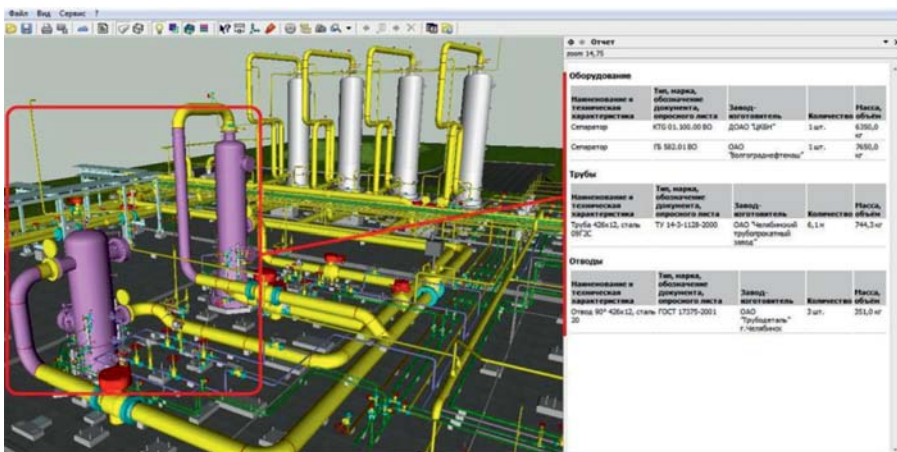 Файл Вид Сервис ?
Отчет
zoom 14,75
Оборудование
Наименование и техническая характеристика Тип, марка, обозначение документа, опросного листа Завод-изготовитель Количество Масса, объём
Сепаратор КТG 01.100.00 ВО ДОАО "ЦКБН" 1 шт. 6350,0 кг
Сепаратор ГБ 582.01 ВО ОАО "Волгограднефтемаш" 1 шт. 7650,0 кг
Трубы
Наименование и техническая характеристика Тип, марка, обозначение документа, опросного листа Завод-изготовитель Количество Масса, объём
Труба 426х12, сталь 09Г2С ТУ 14-3-1128-2000 ОАО "Челябинский трубопрокатный завод" 6,1 м 744,3 кг
Отводы
Наименование и техническая характеристика Тип, марка, обозначение документа, опросного листа Завод-изготовитель Количество Масса, объём
Отвод 90° 426х12, сталь 20 ГОСТ 17375-2001 ОАО "Трубодеталь" г.Челябинск 3 шт. 351,0 кг